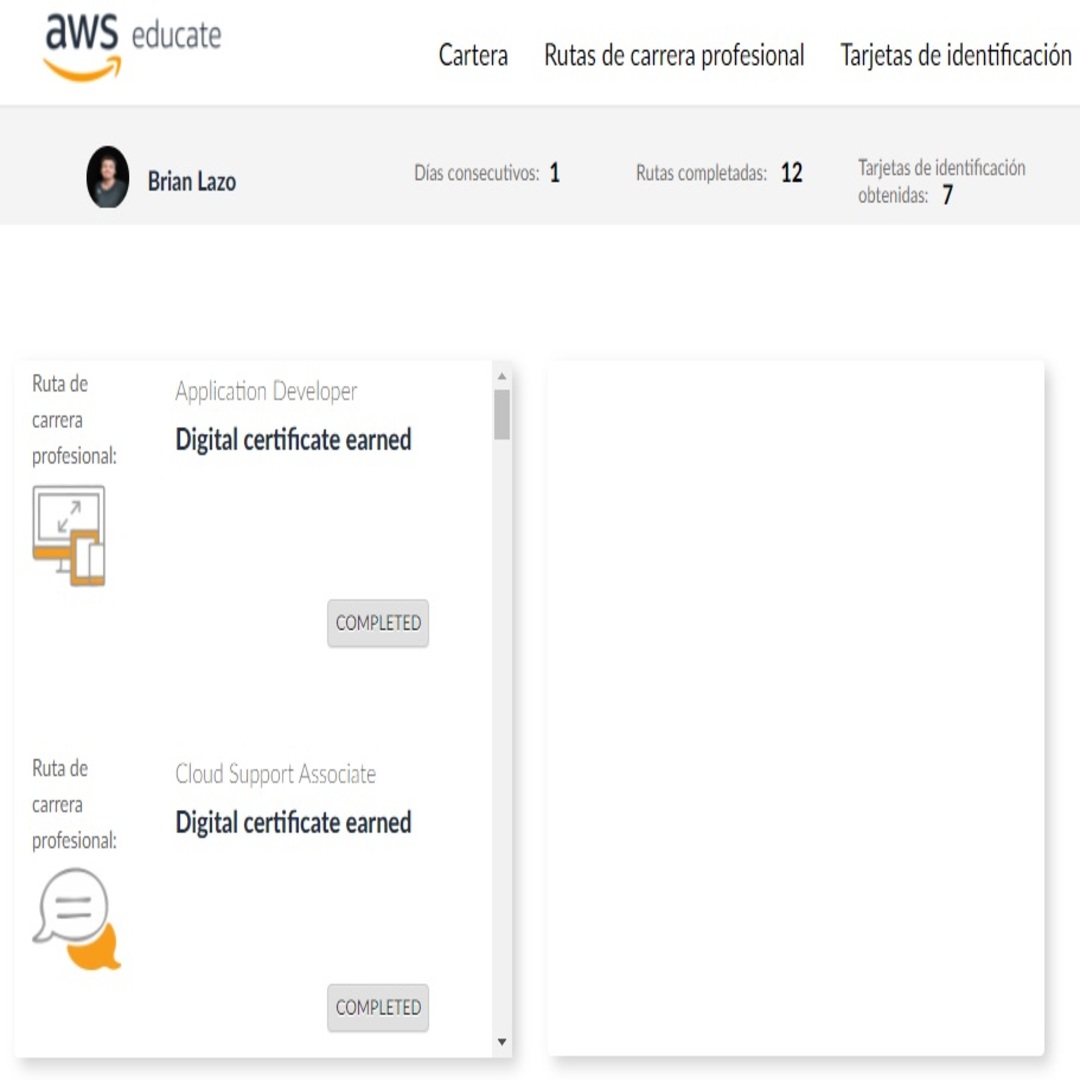 aws educate
Cartera Rutas de carrera profesional Tarjetas de identificación
Brian Lazo
Días consecutivos: 1
Rutas completadas: 12
Tarjetas de identificación
obtenidas: 7
Ruta de
carrera
profesional:
Application Developer
Digital certificate earned
COMPLETED
Ruta de
carrera
profesional:
Cloud Support Associate
Digital certificate earned
COMPLETED